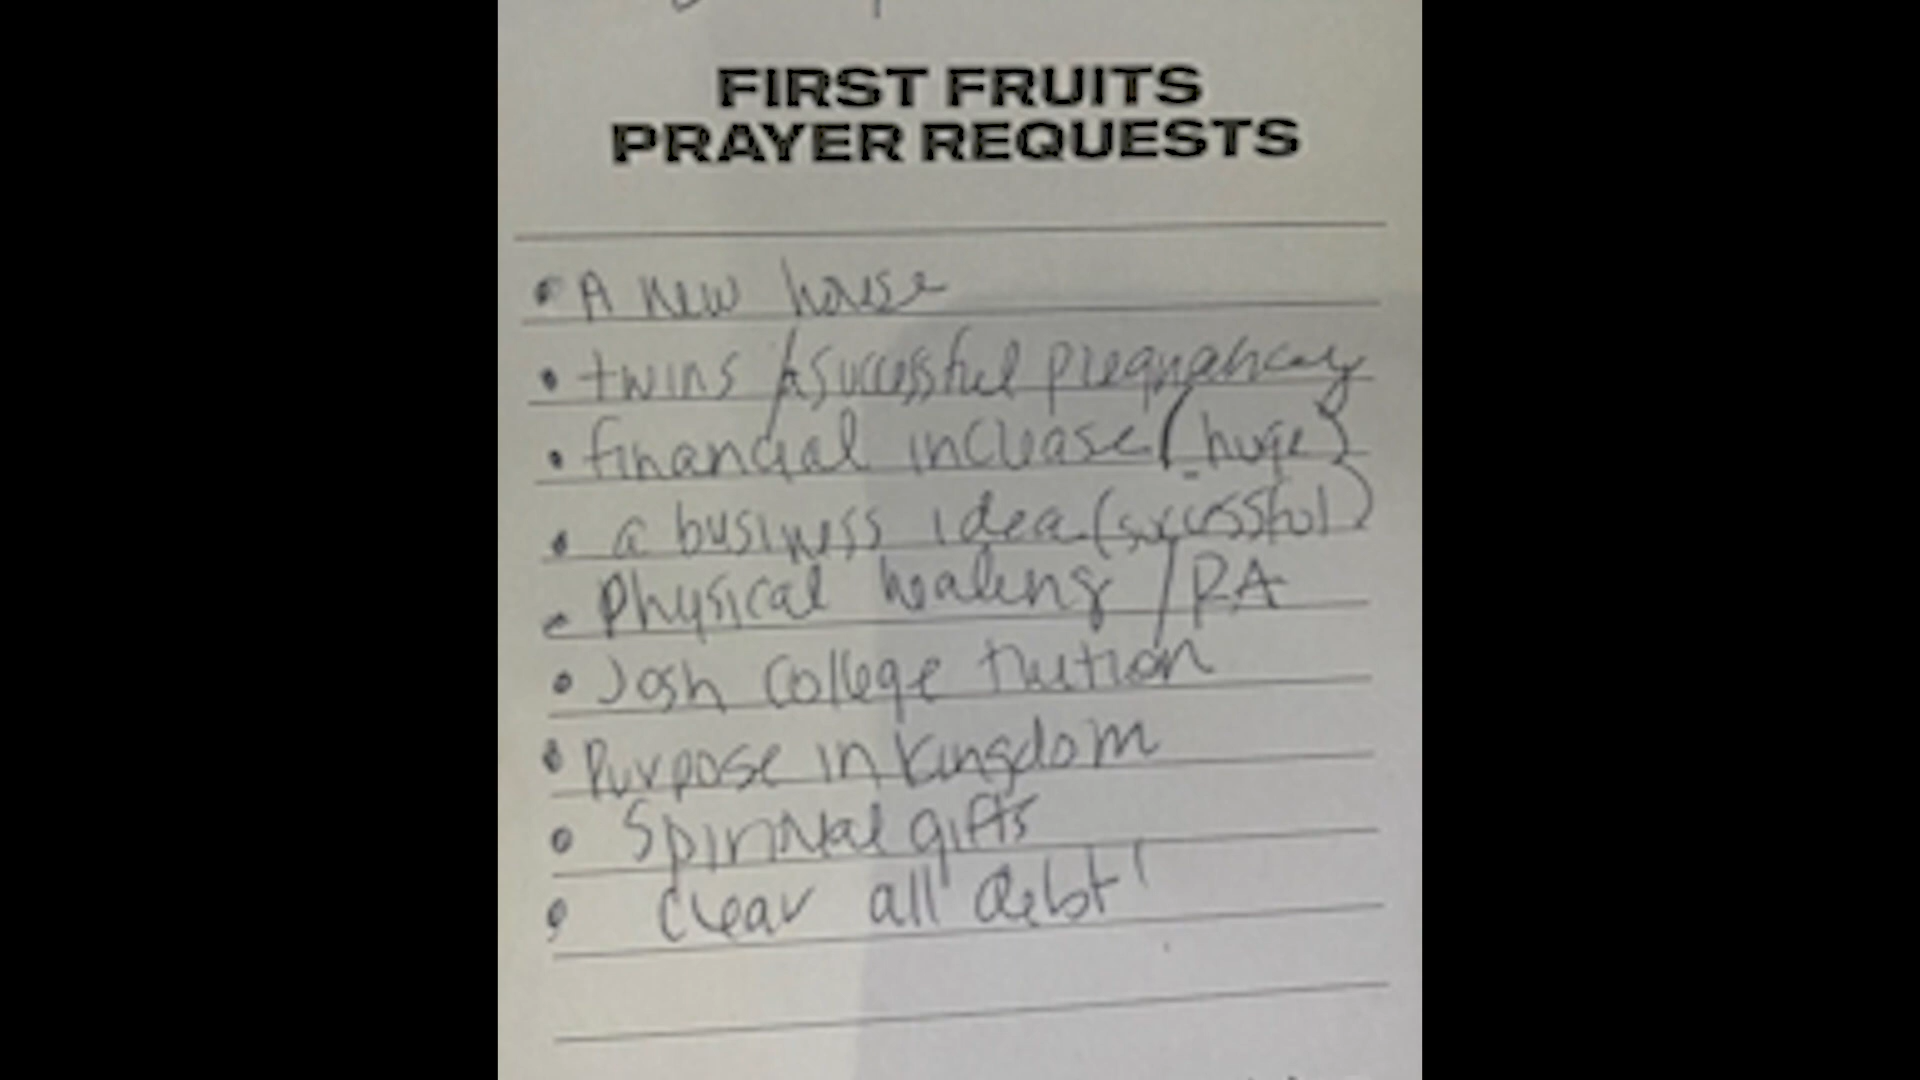 FIRST FRUITS
PRAYER REQUESTS
• A new house
• twins / successful pregnancy
• financial increase (huge)
• a business idea (successful)
• Physical healing / RA
• Josh college tuition
• Purpose in Kingdom
• Spiritual gifts
• Clear all debt!